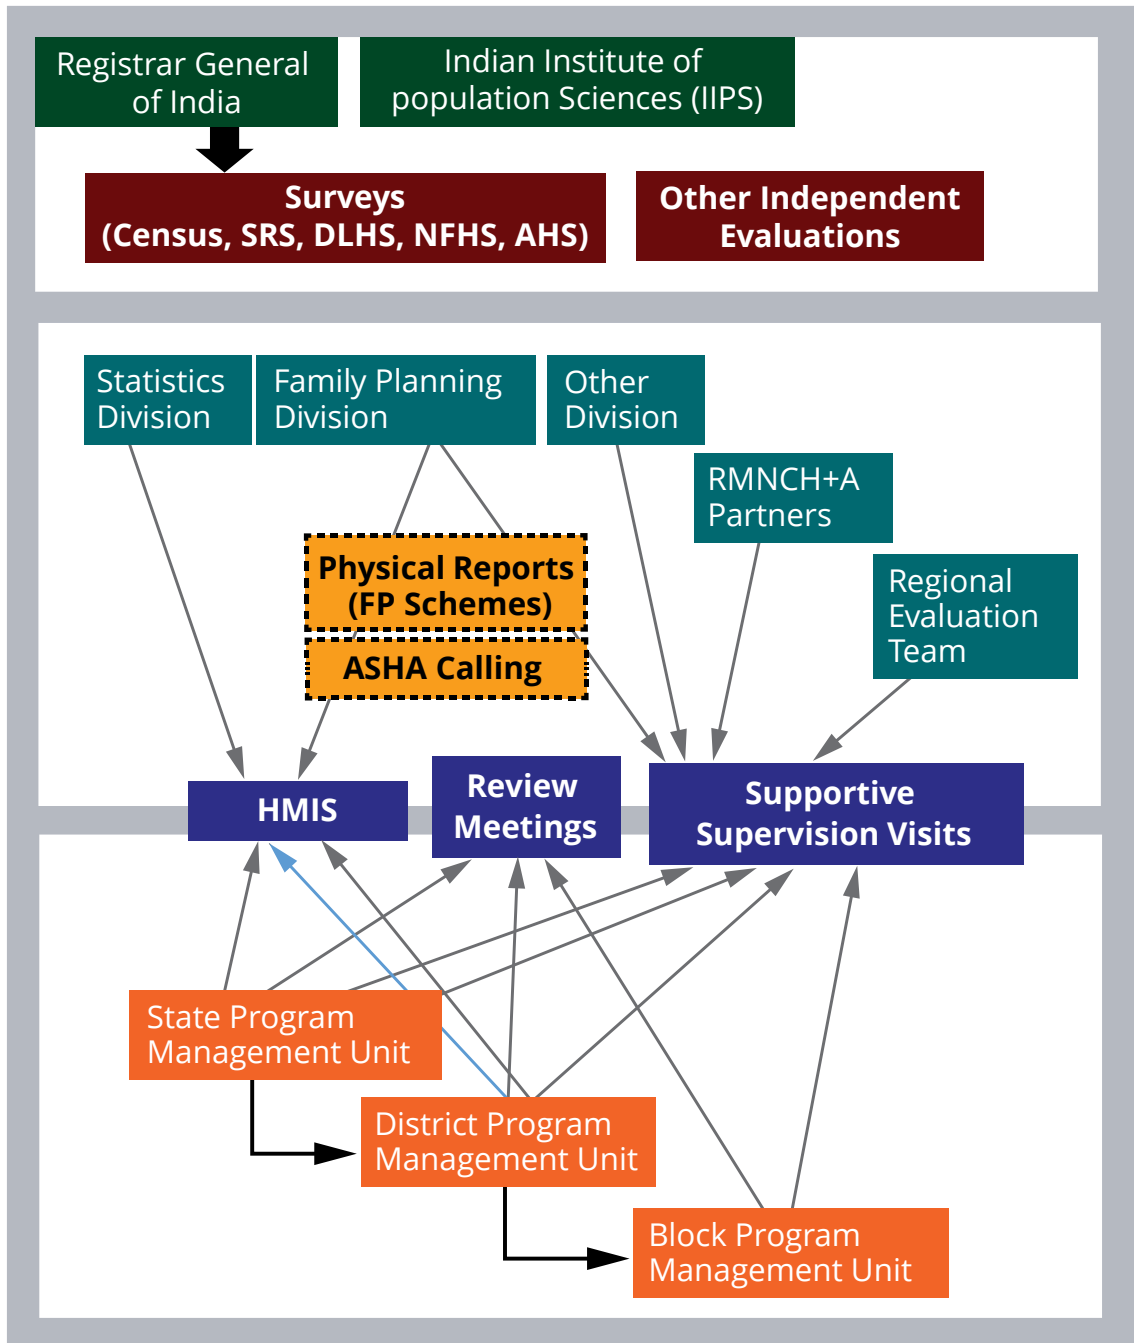 Registrar General
of India
Indian Institute of
population Sciences (IIPS)
Surveys
(Census, SRS, DLHS, NFHS, AHS)
Other Independent
Evaluations
Statistics
Division
Family Planning
Division
Other
Division
RMNCH+A
Partners
Physical Reports
(FP Schemes)
Regional
Evaluation
Team
ASHA Calling
HMIS
Review
Meetings
Supportive
Supervision Visits
State Program
Management Unit
District Program
Management Unit
Block Program
Management Unit